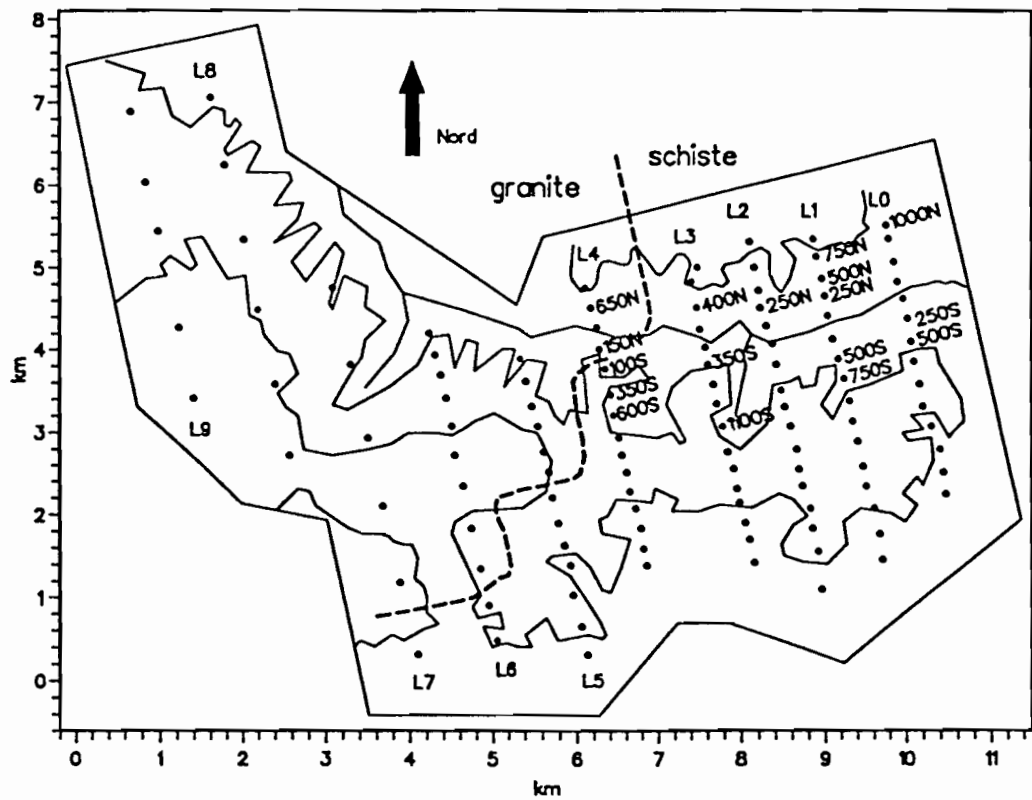 8
7
6
5
4
3
2
1
0
km
L8
Nord
granite
schiste
L4
L3
L2
L1
L0
1000N
750N
500N
250N
650N
400N
250N
250S
500S
150N
100S
350S
500S
750S
350S
600S
1100S
L9
L7
L6
L5
0 1 2 3 4 5 6 7 8 9 10 11
km